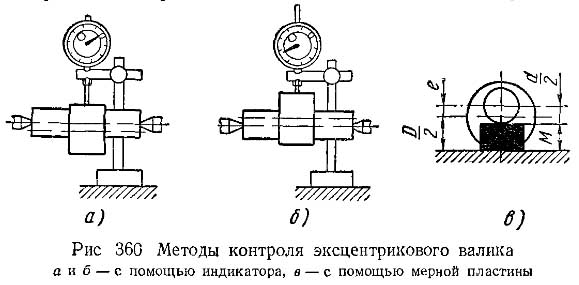 e
d
2
D
2
M
а)
б)
в)
Рис 360 Методы контроля эксцентрикового валика
а и б — с помощью индикатора, в — с помощью мерной пластины